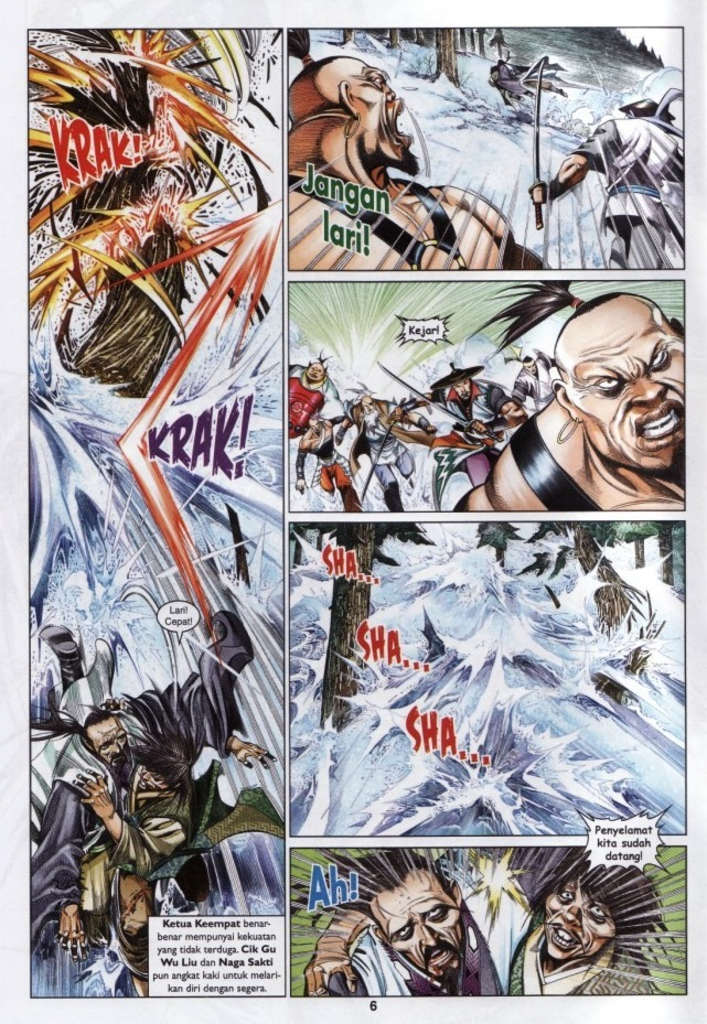 KRAK!
KRAK!
Lari!
Cepat!
Ketua Keempat benar-
benar mempunyai kekuatan
yang tidak terduga. Cik Gu
Wu Liu dan Naga Sakti
pun angkat kaki untuk melari-
kan diri dengan segera.
Jangan
lari!
Kejar!
SHA...
SHA...
SHA...
Penyelamat
kita sudah
datang!
Ah!
6